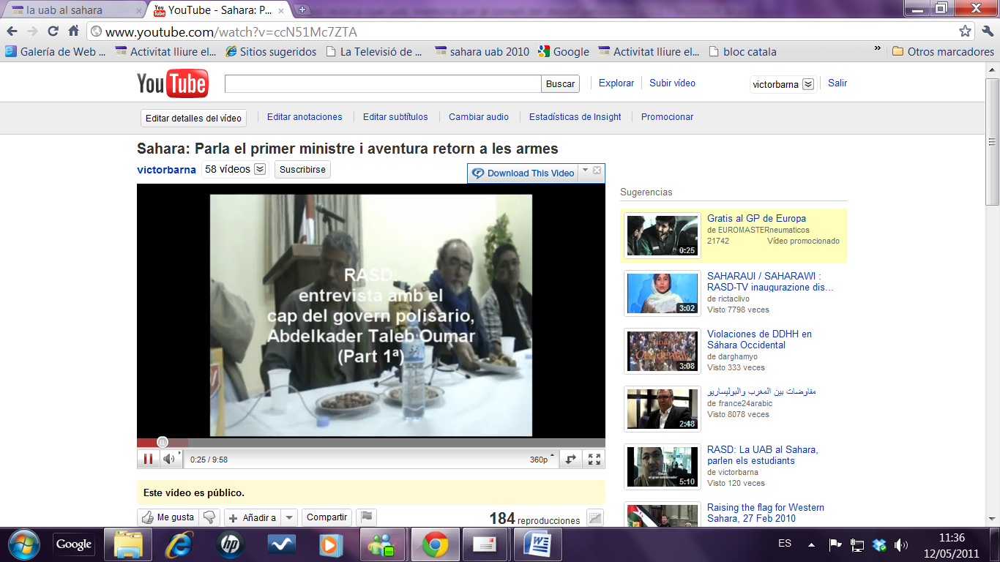 la uab al sahara
YouTube - Sahara: P...
www.youtube.com/watch?v=ccN51Mc7ZTA
Galería de Web ... Activitat lliure el... Sitios sugeridos La Televisió de ... sahara uab 2010 Google Activitat lliure el... bloc catala » Otros marcadores
You Tube Buscar Explorar Subir vídeo victorbarna Salir
Editar detalles del vídeo Editar anotaciones Editar subtítulos Cambiar audio Estadísticas de Insight Promocionar
Sahara: Parla el primer ministre i aventura retorn a les armes
victorbarna 58 vídeos Suscribirse
Download This Video
RASD:
entrevista amb el
cap del govern polisario,
Abdelkader Taleb Oumar
(Part 1ª)
0:25 / 9:58 360p
Este vídeo es público.
Me gusta Añadir a Compartir 184 reproducciones
Sugerencias
Gratis al GP de Europa
de EUROMASTERneumaticos
21742 Vídeo promocionado
0:25
SAHARAUI / SAHARAWI :
RASD-TV inaugurazione dis...
de rictaclivo
Visto 7798 veces
3:02
Violaciones de DDHH en
Sáhara Occidental
de darghamyo
Visto 333 veces
3:08
مفاوضات بين المغرب والبوليساريو
de france24arabic
Visto 8078 veces
2:48
RASD: La UAB al Sahara,
parlen els estudiants
de victorbarna
Visto 120 veces
5:10
Raising the flag for Western
Sahara, 27 Feb 2010
Google hp ES 11:36
12/05/2011